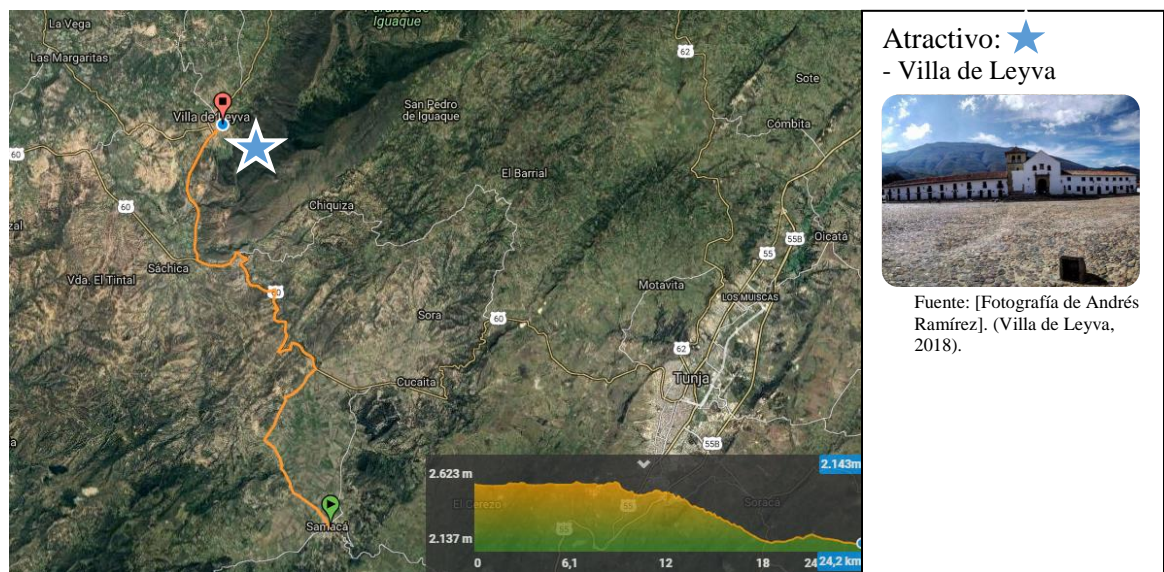 Páramo de
Iguaque
La Vega
Las Margaritas
62
Sote
San Pedro
de Iguaque
Villa de Leyva
Cómbita
60
El Barrial
Chiquiza
60
55B
Oicatá
55
Sáchica
Vda. El Tintal
60
Motavita
LOS MUISCAS
Sora
60
62
Cucaita
Tunja
55B
Samacá
2.623 m
2.143m
El Cerezo
55
Soracá
55
2.137 m
0
6,1
12
18
24
24,2 km
Atractivo:
- Villa de Leyva
Fuente: [Fotografía de Andrés
Ramírez]. (Villa de Leyva,
2018).